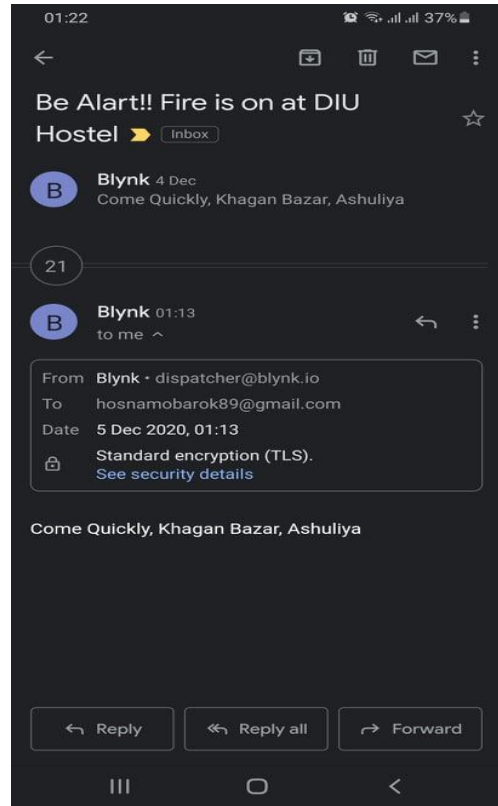 01:22 37%
Be Alart!! Fire is on at DIU
Hostel Inbox
B Blynk 4 Dec
Come Quickly, Khagan Bazar, Ashuliya
21
B Blynk 01:13
to me
From Blynk • dispatcher@blynk.io
To hosnamobarok89@gmail.com
Date 5 Dec 2020, 01:13
Standard encryption (TLS).
See security details
Come Quickly, Khagan Bazar, Ashuliya
Reply Reply all Forward